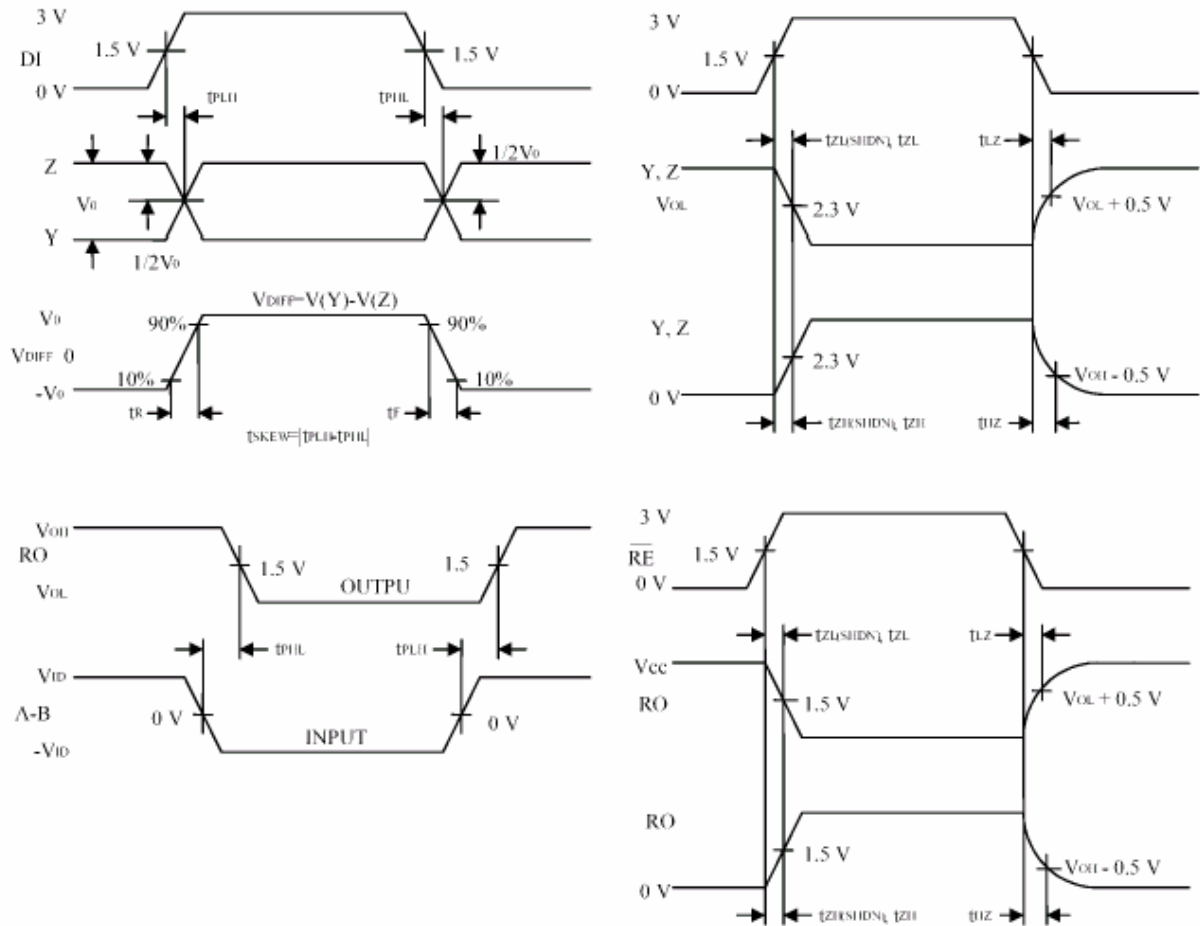 3 V
1.5 V
1.5 V
DI
0 V
tPLH
tPHL
Z
1/2V0
V0
Y
1/2V0
VDIFF=V(Y)-V(Z)
V0
90%
90%
VDIFF 0
10%
10%
-V0
tR
tF
tSKEW=|tPLH-tPHL|
3 V
1.5 V
0 V
tZL(SHDN), tZL
tLZ
Y, Z
VOL
2.3 V
VOL + 0.5 V
Y, Z
2.3 V
VOH - 0.5 V
0 V
tZH(SHDN), tZH
tHZ
VOH
RO
1.5 V
1.5
VOL
OUTPU
tPHL
tPLH
VID
A-B
0 V
0 V
INPUT
-VID
3 V
RE
1.5 V
0 V
tZL(SHDN), tZL
tLZ
Vcc
RO
1.5 V
VOL + 0.5 V
RO
1.5 V
VOH - 0.5 V
0 V
tZH(SHDN), tZH
tHZ